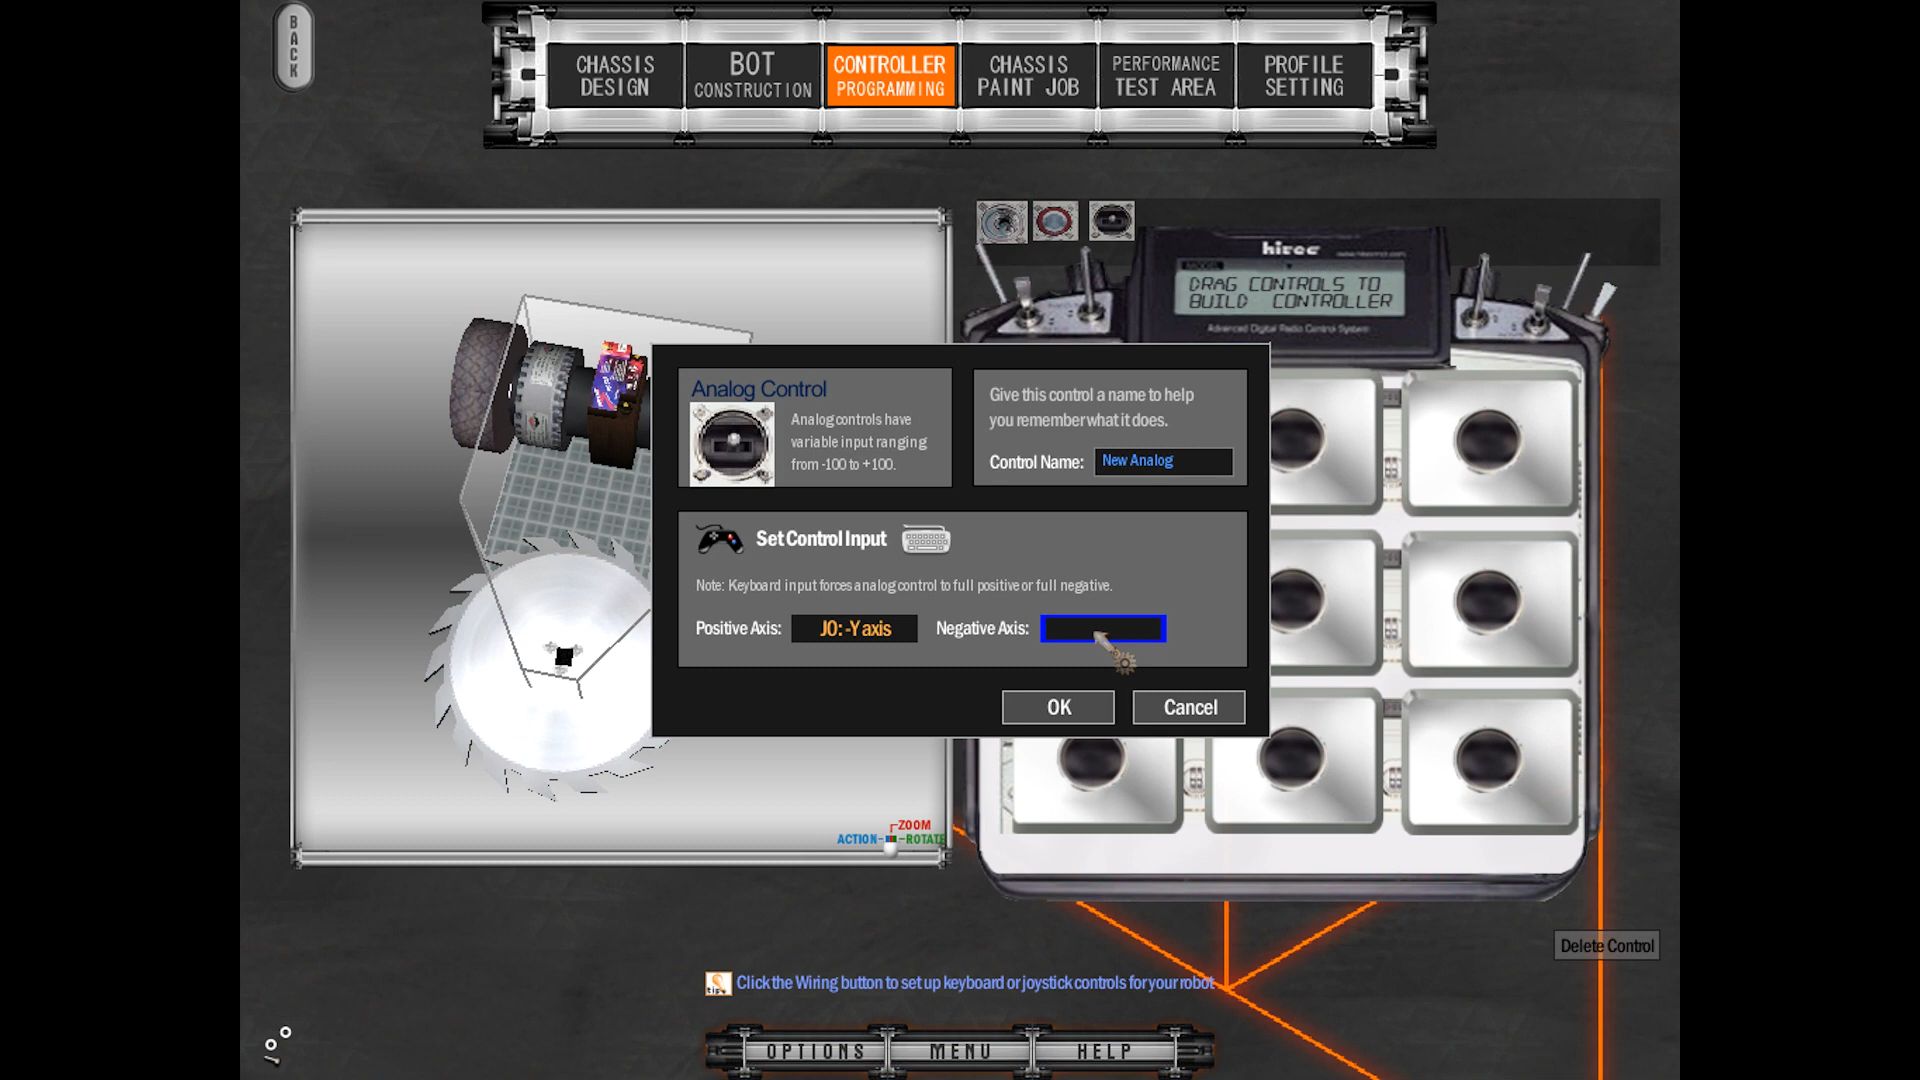 BACK
CHASSIS
DESIGN
BOT
CONSTRUCTION
CONTROLLER
PROGRAMMING
CHASSIS
PAINT JOB
PERFORMANCE
TEST AREA
PROFILE
SETTING
hitec
MODEL
DRAG CONTROLS TO
BUILD CONTROLLER
Advanced Digital Radio Control System
Analog Control
Analog controls have
variable input ranging
from -100 to +100.
Give this control a name to help
you remember what it does.
Control Name: New Analog
Set Control Input
Note: Keyboard input forces analog control to full positive or full negative.
Positive Axis: J0: -Y axis Negative Axis:
OK Cancel
ZOOM
ACTION ROTATE
Delete Control
tips Click the Wiring button to set up keyboard or joystick controls for your robot
OPTIONS MENU HELP